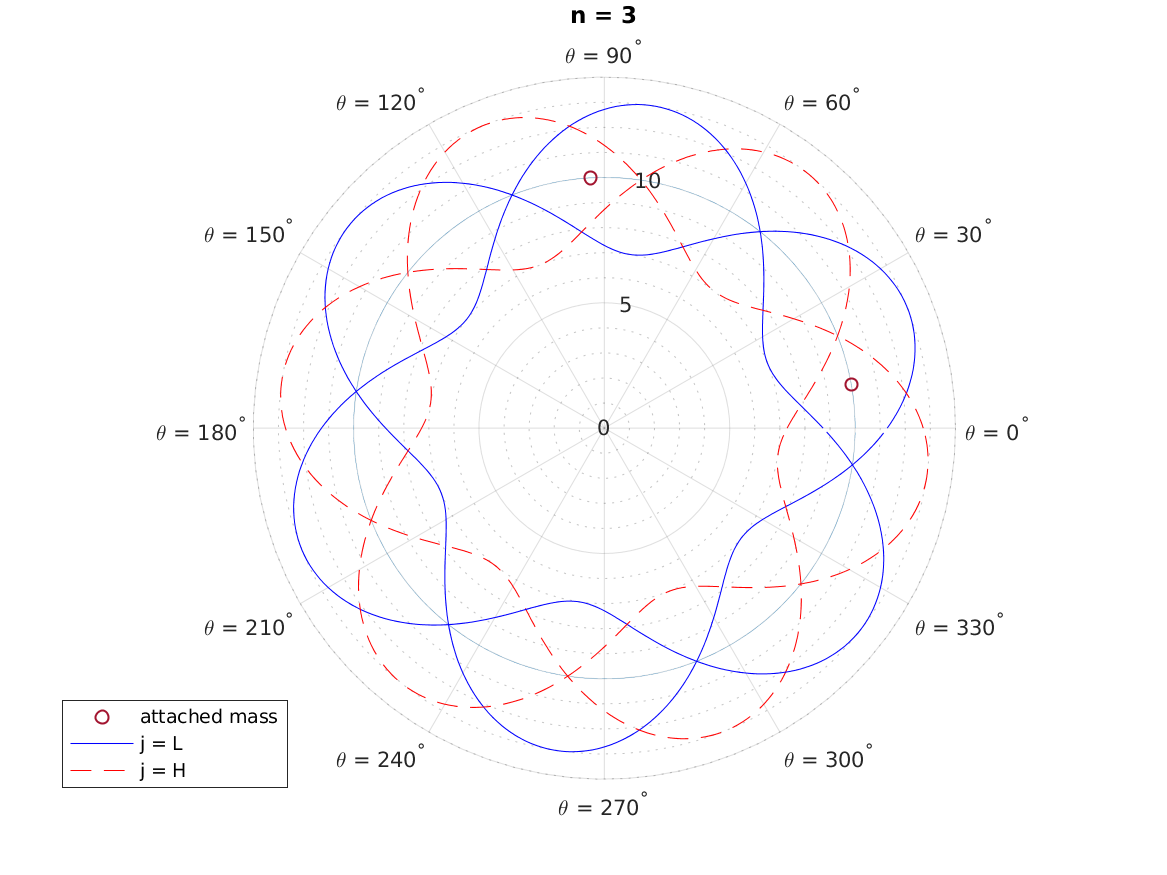 n = 3
θ = 90°
θ = 120°
θ = 60°
10
θ = 150°
θ = 30°
5
θ = 180°
0
θ = 0°
θ = 210°
θ = 330°
attached mass
j = L
j = H
θ = 240°
θ = 300°
θ = 270°